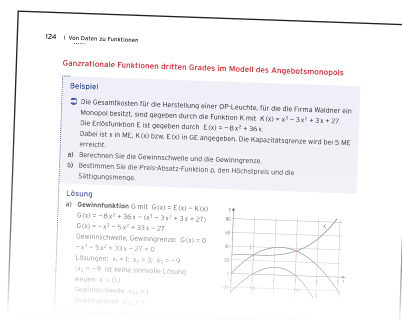 124 | Von Daten zu Funktionen
Ganzrationale Funktionen dritten Grades im Modell des Angebotsmonopols
Beispiel
Die Gesamtkosten für die Herstellung einer OP-Leuchte, für die die Firma Waldner ein
Monopol besitzt, sind gegeben durch die Funktion K mit K(x) = x³ – 3x² + 3x + 27.
Die Erlösfunktion E ist gegeben durch E(x) = –8x² + 36x.
Dabei ist x in ME, K(x) bzw. E(x) in GE angegeben. Die Kapazitätsgrenze wird bei 5 ME
erreicht.
a) Berechnen Sie die Gewinnschwelle und die Gewinngrenze.
b) Bestimmen Sie die Preis-Absatz-Funktion p, den Höchstpreis und die
Sättigungsmenge.
Lösung
a) Gewinnfunktion G mit G(x) = E(x) – K(x)
G(x) = –8x² + 36x – (x³ – 3x² + 3x + 27)
G(x) = –x³ – 5x² + 33x – 27
Gewinnschwelle, Gewinngrenze: G(x) = 0
–x³ – 5x² + 33x – 27 = 0
Lösungen: x₁ = 1; x₂ = 3; x₃ = –9
(x₃ = –9 ist keine sinnvolle Lösung
wegen x > 0.)
Gewinnschwelle x = 1
Gewinngrenze x = 3
y
80
60
40
20
K
E